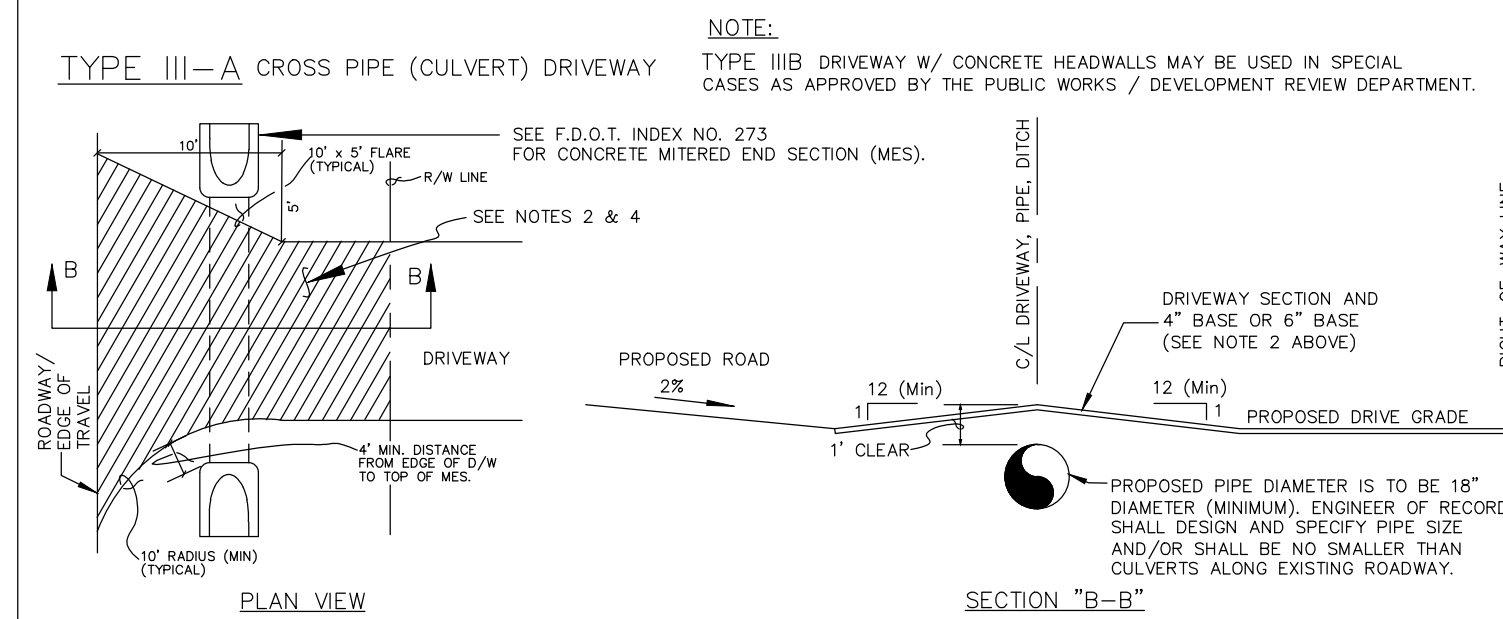 NOTE:
TYPE III-A CROSS PIPE (CULVERT) DRIVEWAY
TYPE IIIB DRIVEWAY W/ CONCRETE HEADWALLS MAY BE USED IN SPECIAL
CASES AS APPROVED BY THE PUBLIC WORKS / DEVELOPMENT REVIEW DEPARTMENT.
SEE F.D.O.T. INDEX NO. 273
FOR CONCRETE MITERED END SECTION (MES).
10'
10' x 5' FLARE
(TYPICAL)
R/W LINE
5'
SEE NOTES 2 & 4
B
B
DRIVEWAY
ROADWAY/
EDGE OF
TRAVEL
4' MIN. DISTANCE
FROM EDGE OF D/W
TO TOP OF MES.
10' RADIUS (MIN)
(TYPICAL)
PLAN VIEW
C/L DRIVEWAY, PIPE, DITCH
DRIVEWAY SECTION AND
4" BASE OR 6" BASE
(SEE NOTE 2 ABOVE)
PROPOSED ROAD
2%
12 (Min)
1
12 (Min)
1
PROPOSED DRIVE GRADE
1' CLEAR
PROPOSED PIPE DIAMETER IS TO BE 18"
DIAMETER (MINIMUM). ENGINEER OF RECORD
SHALL DESIGN AND SPECIFY PIPE SIZE
AND/OR SHALL BE NO SMALLER THAN
CULVERTS ALONG EXISTING ROADWAY.
SECTION "B-B"